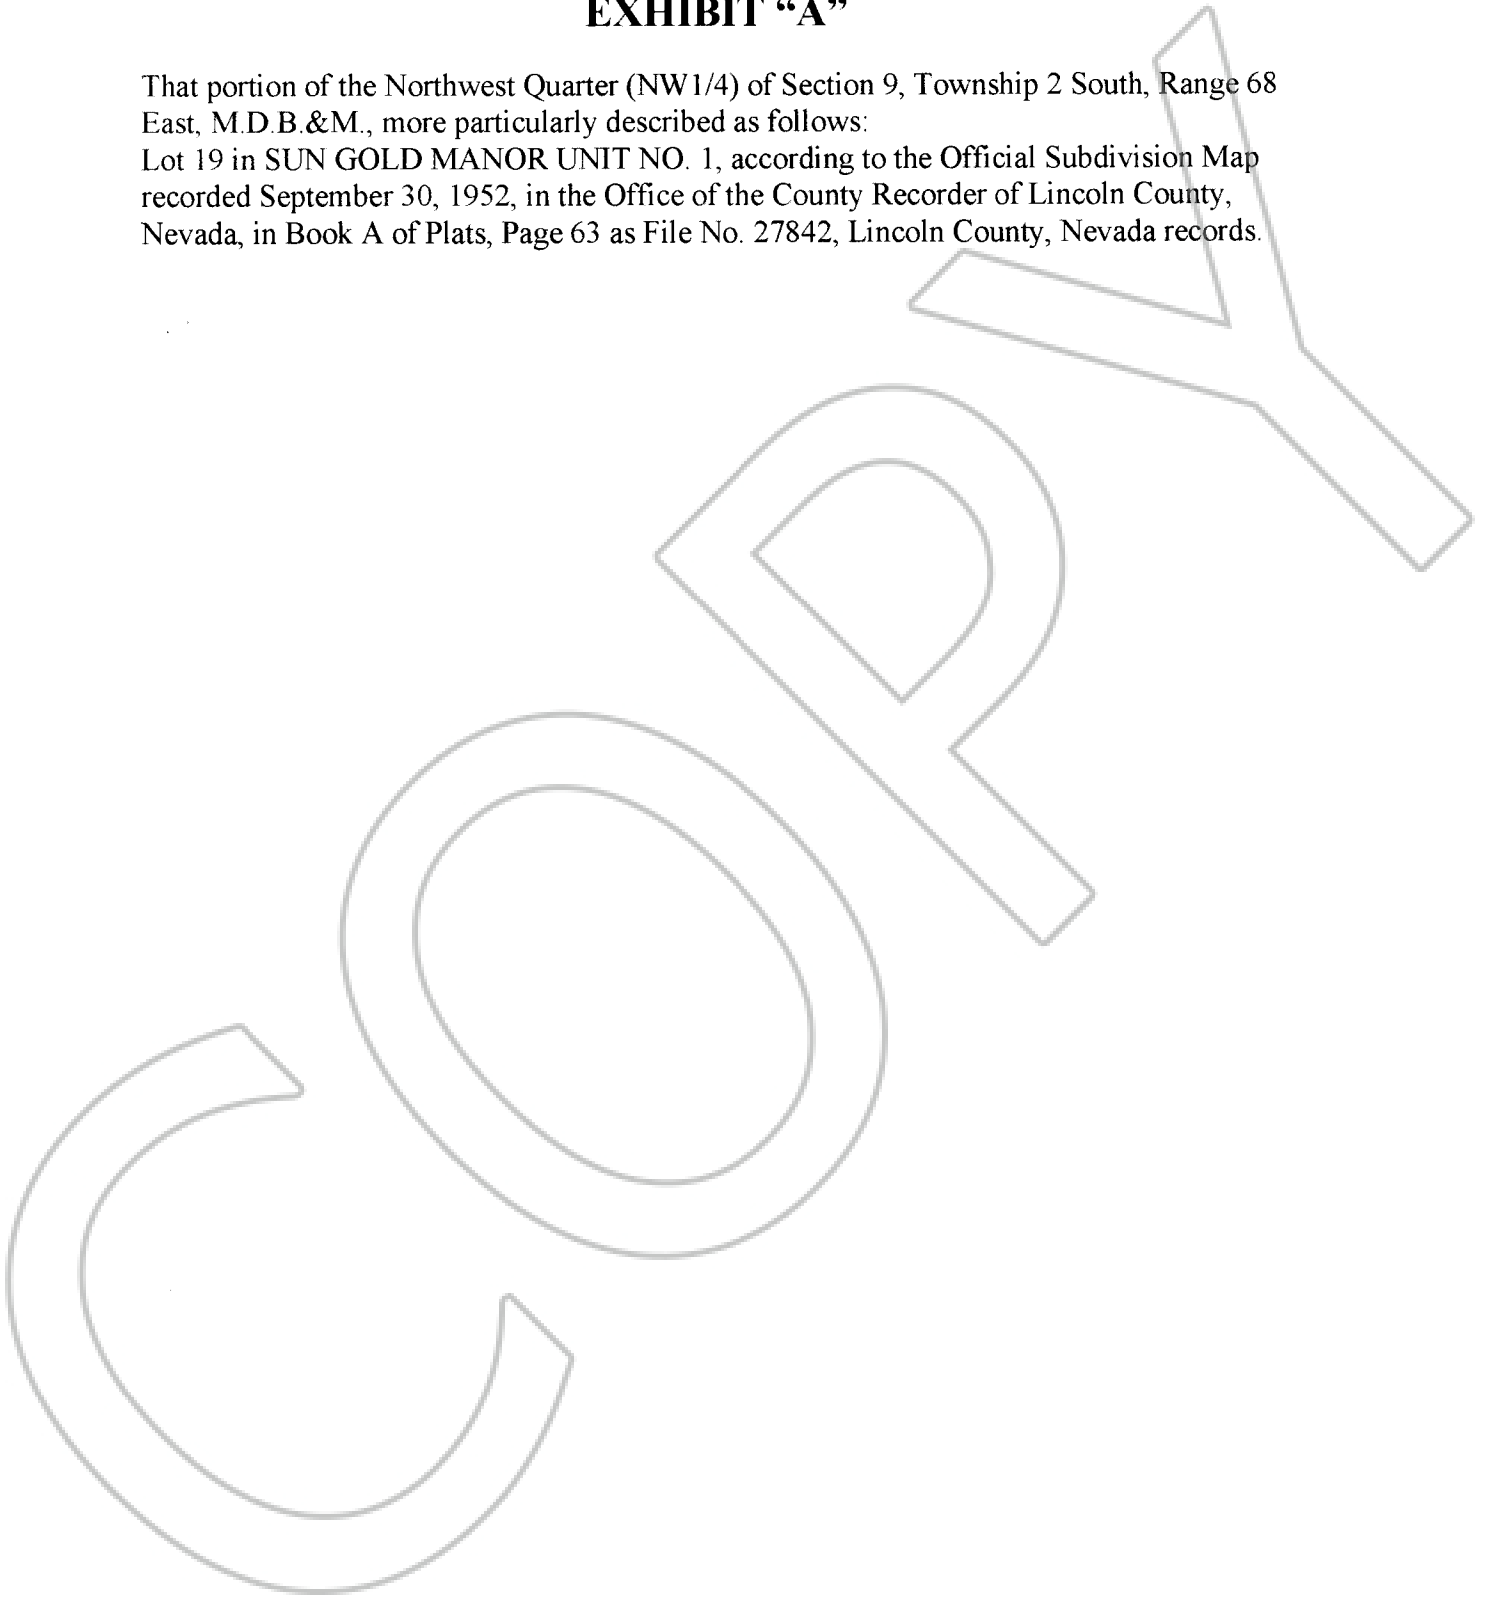 EXHIBIT “A”
That portion of the Northwest Quarter (NW1/4) of Section 9, Township 2 South, Range 68
East, M.D.B.&M., more particularly described as follows:
Lot 19 in SUN GOLD MANOR UNIT NO. 1, according to the Official Subdivision Map
recorded September 30, 1952, in the Office of the County Recorder of Lincoln County,
Nevada, in Book A of Plats, Page 63 as File No. 27842, Lincoln County, Nevada records.
COPY